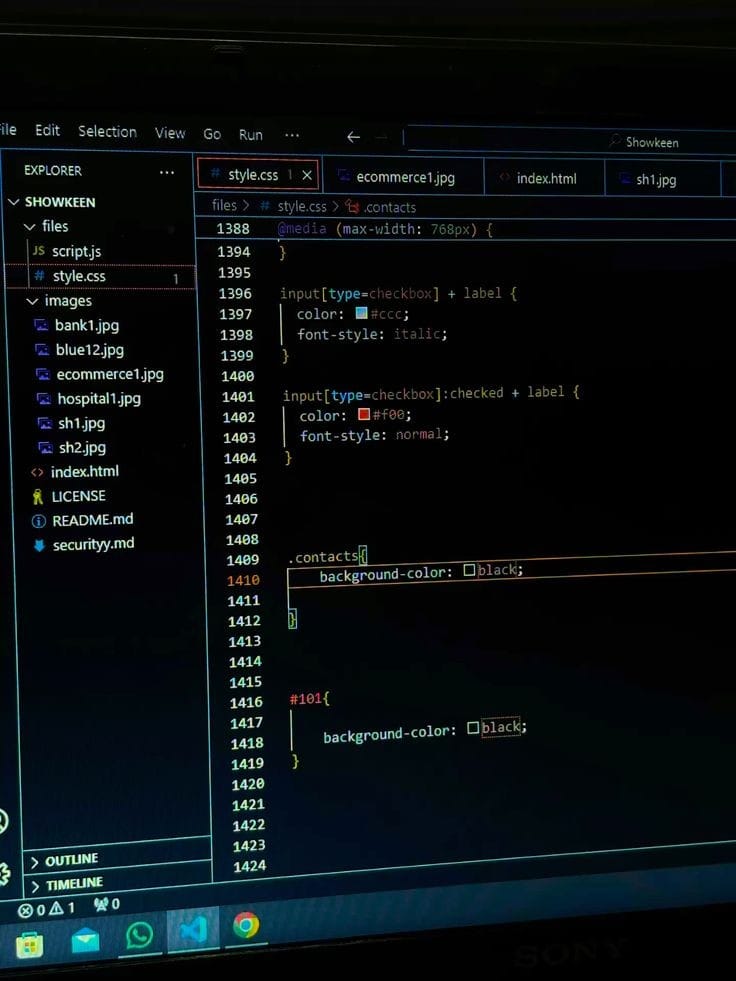 ile Edit Selection View Go Run ··· ← → Showkeen
EXPLORER ···
style.css 1 × ecommerce1.jpg index.html sh1.jpg
SHOWKEEN
files > # style.css > .contacts
files
JS script.js
# style.css 1
images
bank1.jpg
blue12.jpg
ecommerce1.jpg
hospital1.jpg
sh1.jpg
sh2.jpg
<> index.html
LICENSE
README.md
securityy.md
OUTLINE
TIMELINE
1388 @media (max-width: 768px) {
1394 }
1395
1396 input[type=checkbox] + label {
1397 color: #ccc;
1398 font-style: italic;
1399 }
1400
1401 input[type=checkbox]:checked + label {
1402 color: #f00;
1403 font-style: normal;
1404 }
1405
1406
1407
1408
1409 .contacts{
1410 background-color: black;
1411
1412 }
1413
1414
1415
1416 #101{
1417
1418 background-color: black;
1419 }
1420
1421
1422
1423
1424
0 1 0
SONY